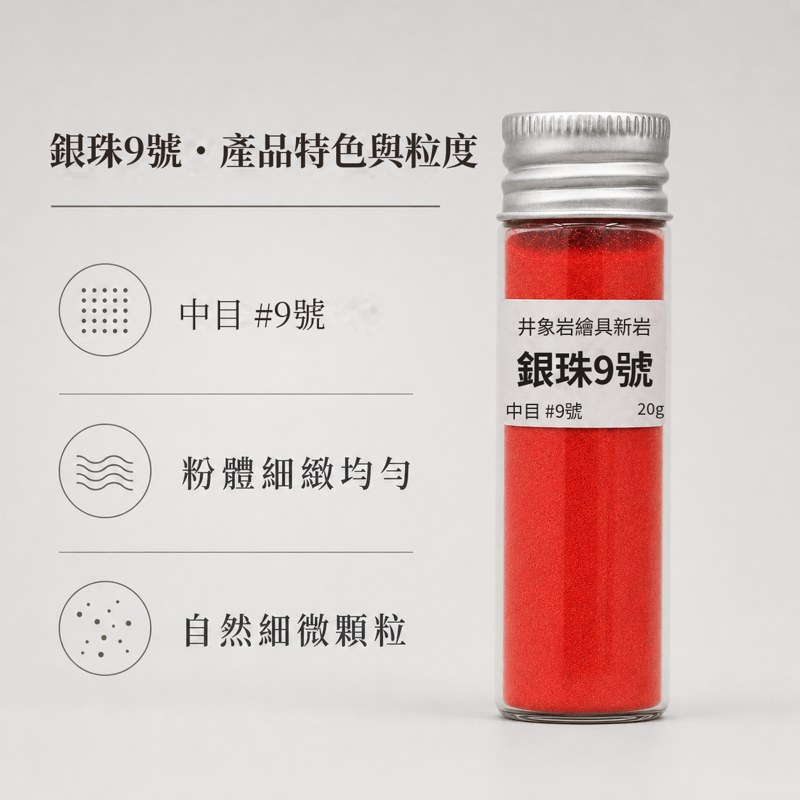 銀珠9號・產品特色與粒度
中目 #9號
粉體細緻均勻
自然細微顆粒
井象岩繪具新岩
銀珠9號
中目 #9號 20g